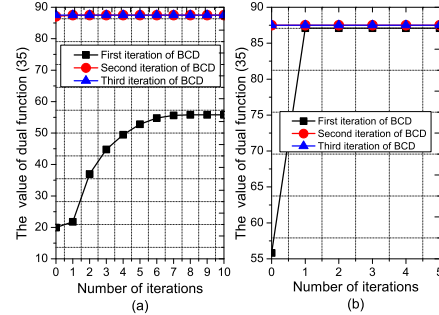 90
80
70
60
50
40
30
20
10
The value of dual function (35)
First iteration of BCD
Second iteration of BCD
Third iteration of BCD
0 1 2 3 4 5 6 7 8 9 10
Number of iterations
(a)
90
85
80
75
70
65
60
55
The value of dual function (35)
First iteration of BCD
Second iteration of BCD
Third iteration of BCD
0 1 2 3 4 5
Number of iterations
(b)